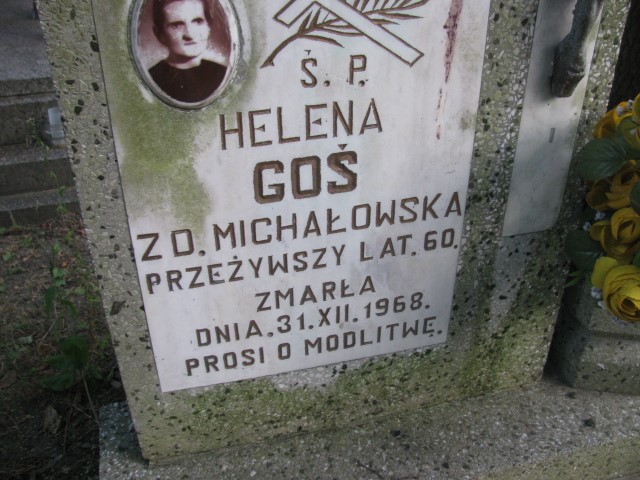 Ś. P.
HELENA
GOŚ
ZD. MICHAŁOWSKA
PRZEŻYWSZY LAT. 60.
ZMARŁA
DNIA. 31. XII. 1968.
PROSI O MODLITWĘ.